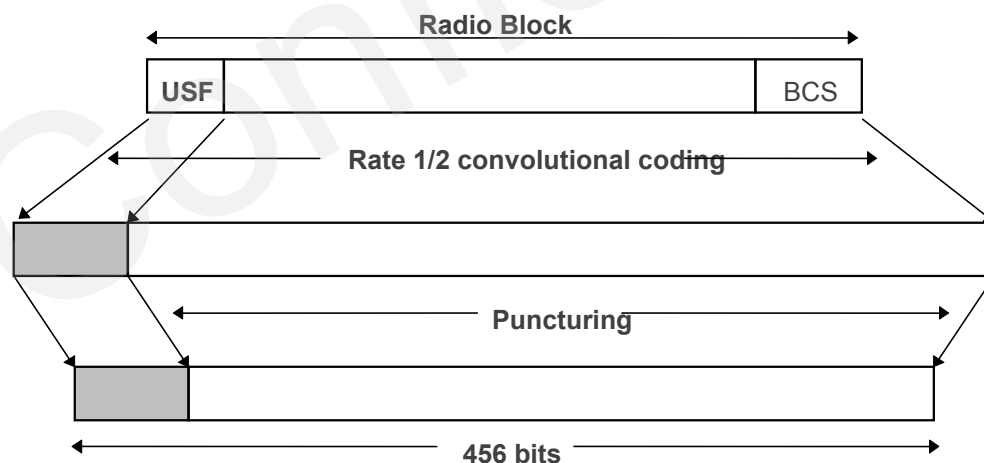 Radio Block
USF
BCS
Rate 1/2 convolutional coding
Puncturing
456 bits